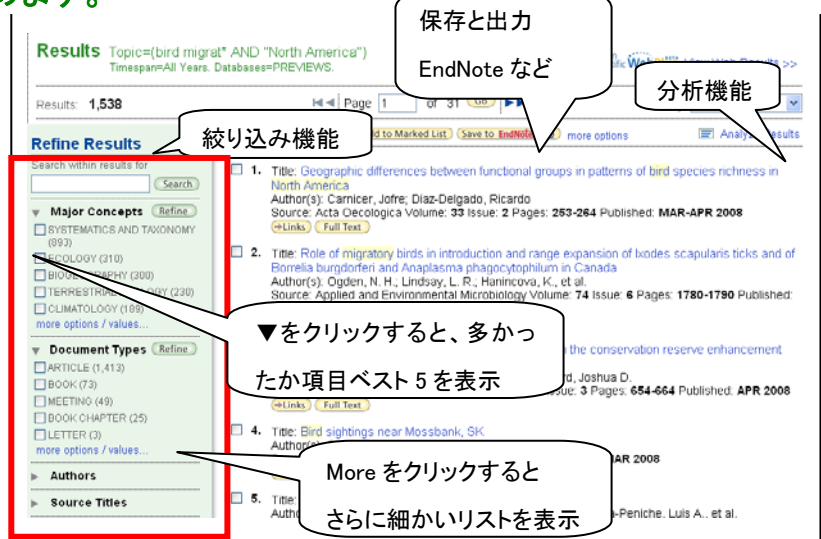 ます。
Results Topic=(bird migrat* AND "North America")
Timespan=All Years. Databases=PREVIEWS.
保存と出力
EndNote など
Results >>
分析機能
Results: 1,538
Page 1 of 31 Go
絞り込み機能
Refine Results
d to Marked List) Save to EndNote more options
Results
Search within results for
Search
Major Concepts Refine
SYSTEMATICS AND TAXONOMY (893)
ECOLOGY (310)
BIOGEOGRAPHY (300)
TERRESTRIAL (230)
CLIMATOLOGY (189)
more options / values...
Document Types Refine
ARTICLE (1,413)
BOOK (73)
MEETING (49)
BOOK CHAPTER (25)
LETTER (3)
more options / values...
Authors
Source Titles
1. Title: Geographic differences between functional groups in patterns of bird species richness in
North America
Author(s): Carnicer, Jofre; Diaz-Delgado, Ricardo
Source: Acta Oecologica Volume: 33 Issue: 2 Pages: 253-264 Published: MAR-APR 2008
Links Full Text
2. Title: Role of migratory birds in introduction and range expansion of Ixodes scapularis ticks and of
Borrelia burgdorferi and Anaplasma phagocytophilum in Canada
Author(s): Ogden, N. H.; Lindsay, L. R.; Hanincova, K., et al.
Source: Applied and Environmental Microbiology Volume: 74 Issue: 6 Pages: 1780-1790 Published:
▼をクリックすると、多かっ
たか項目ベスト 5 を表示
the conservation reserve enhancement
Joshua D.
3 Pages: 654-664 Published: APR 2008
Links Full Text
4. Title: Bird sightings near Mossbank, SK
MAR 2008
More をクリックすると
さらに細かいリストを表示
5. Title:
-Peniche, Luis A., et al.